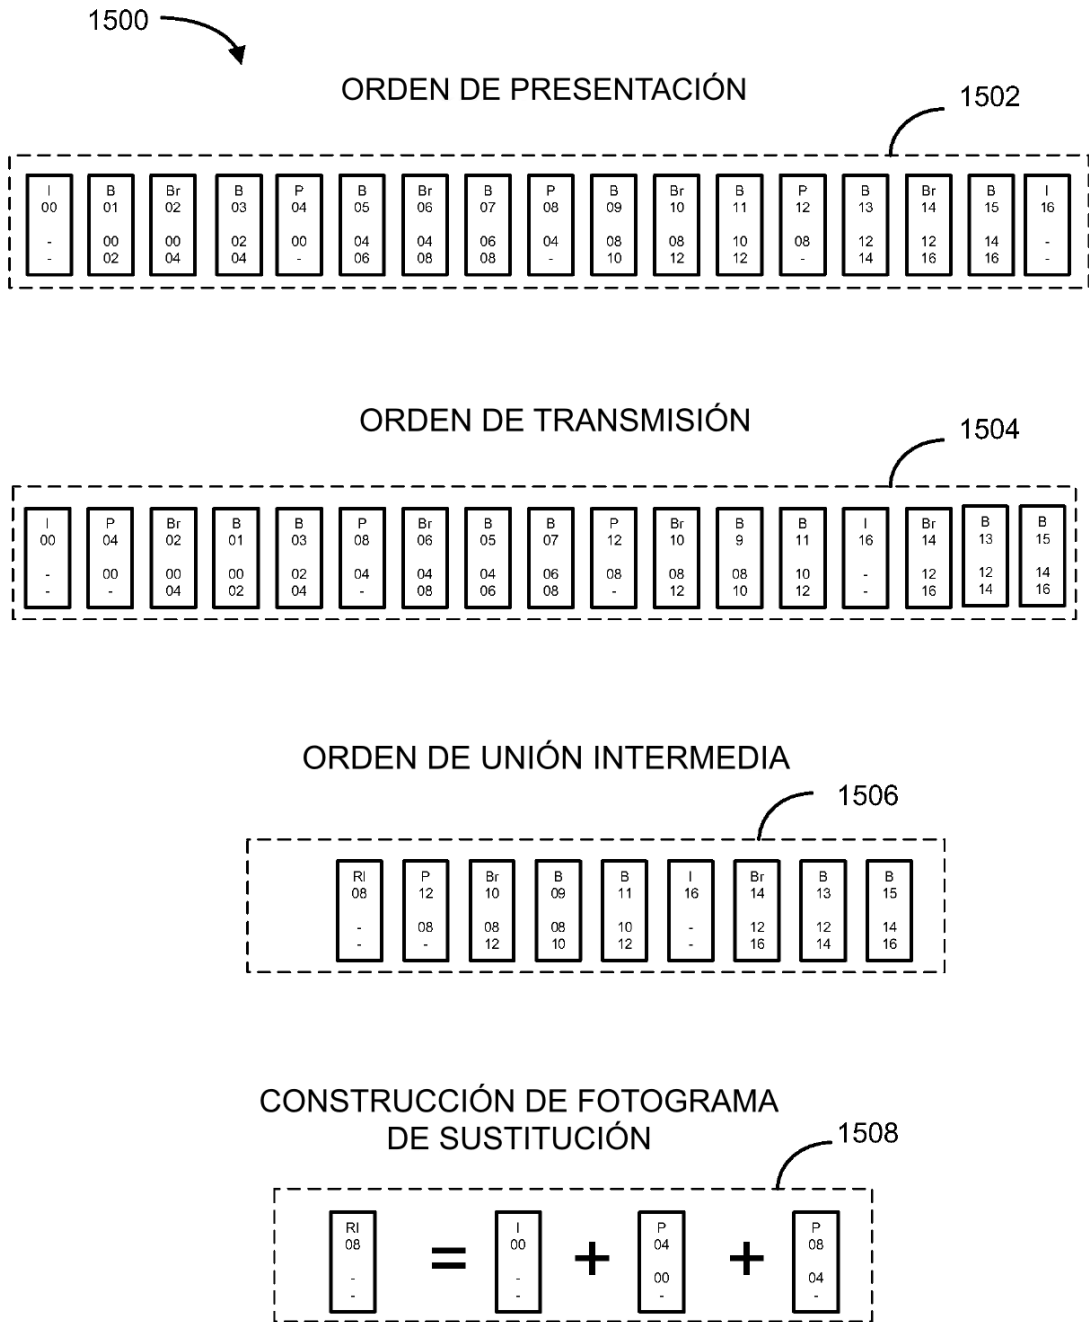 1500
ORDEN DE PRESENTACIÓN
1502
I B Br B P B Br B P B Br B P B Br B I
00 01 02 03 04 05 06 07 08 09 10 11 12 13 14 15 16
- 00 00 02 00 04 04 06 04 08 08 10 08 12 12 14 -
- 02 04 04 - 06 08 08 - 10 12 12 - 14 16 16 -
ORDEN DE TRANSMISIÓN
1504
I P Br B B P Br B B P Br B B I Br B B
00 04 02 01 03 08 06 05 07 12 10 9 11 16 14 13 15
- 00 00 00 02 04 04 04 06 08 08 08 10 - 12 12 14
- - 04 02 04 - 08 06 08 - 12 10 12 - 16 14 16
ORDEN DE UNIÓN INTERMEDIA
1506
RI P Br B B I Br B B
08 12 10 09 11 16 14 13 15
- 08 08 08 10 - 12 12 14
- - 12 10 12 - 16 14 16
CONSTRUCCIÓN DE FOTOGRAMA
DE SUSTITUCIÓN
1508
RI I P P
08 00 04 08
= + +
- - 00 04
- - - -